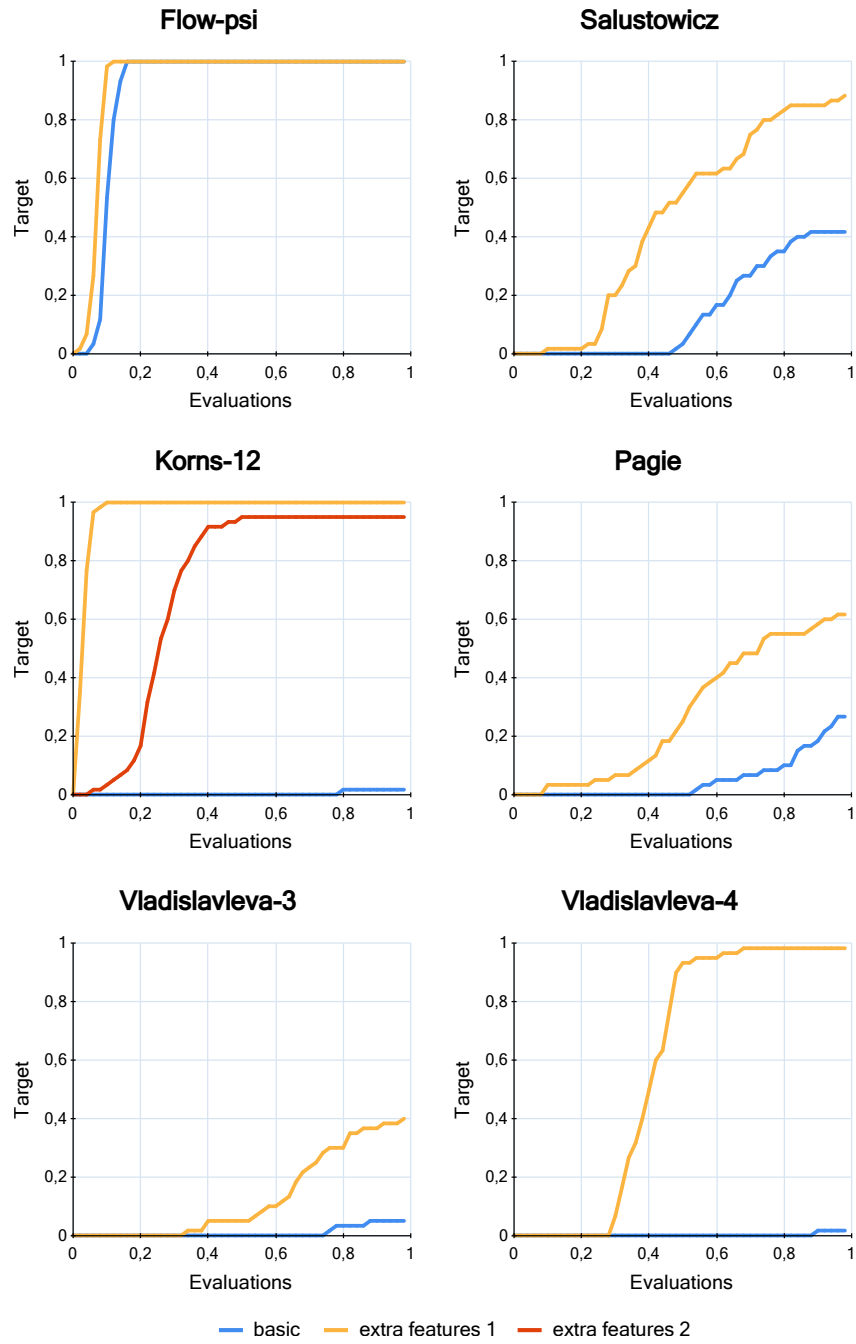 Flow-psi
Salustowicz
Target
1
0,8
0,6
0,4
0,2
0
0 0,2 0,4 0,6 0,8 1
Evaluations
Target
1
0,8
0,6
0,4
0,2
0
0 0,2 0,4 0,6 0,8 1
Evaluations
Korns-12
Pagie
Target
1
0,8
0,6
0,4
0,2
0
0 0,2 0,4 0,6 0,8 1
Evaluations
Target
1
0,8
0,6
0,4
0,2
0
0 0,2 0,4 0,6 0,8 1
Evaluations
Vladislavleva-3
Vladislavleva-4
Target
1
0,8
0,6
0,4
0,2
0
0 0,2 0,4 0,6 0,8 1
Evaluations
Target
1
0,8
0,6
0,4
0,2
0
0 0,2 0,4 0,6 0,8 1
Evaluations
basic extra features 1 extra features 2